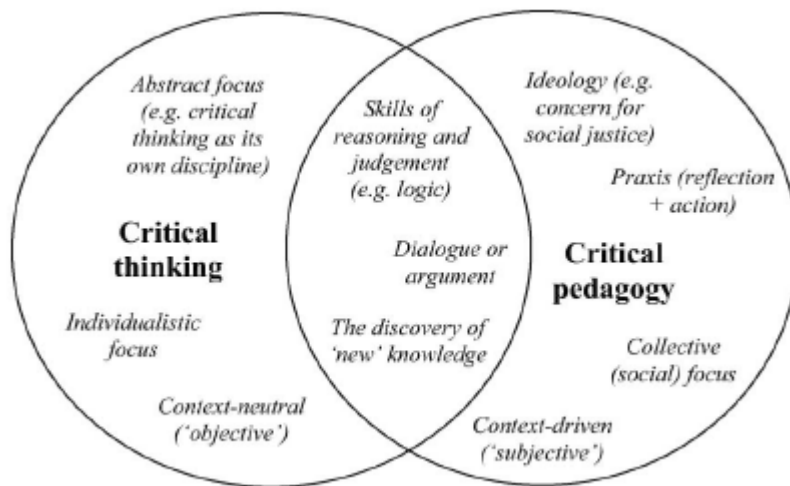 Abstract focus
(e.g. critical
thinking as its
own discipline)
Critical
thinking
Individualistic
focus
Context-neutral
(‘objective’)
Skills of
reasoning and
judgement
(e.g. logic)
Dialogue or
argument
The discovery of
‘new’ knowledge
Ideology (e.g.
concern for
social justice)
Praxis (reflection
+ action)
Critical
pedagogy
Collective
(social) focus
Context-driven
(‘subjective’)